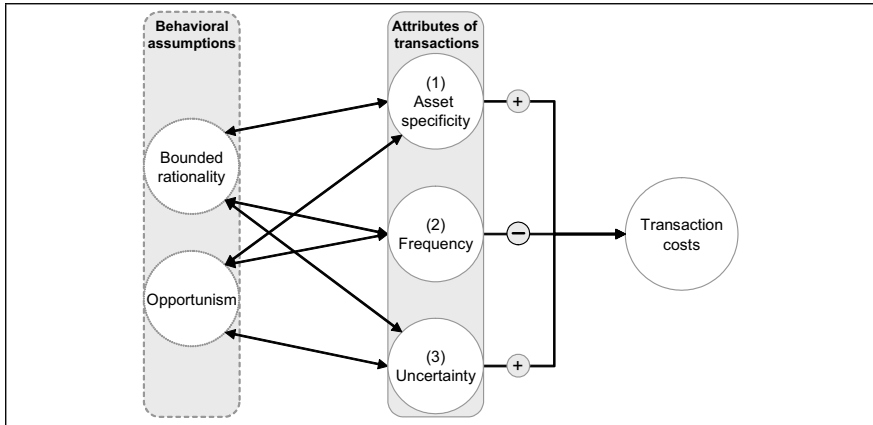 Behavioral
assumptions
Attributes of
transactions
(1)
Asset
specificity
+
Bounded
rationality
(2)
Frequency
−
Transaction
costs
Opportunism
(3)
Uncertainty
+